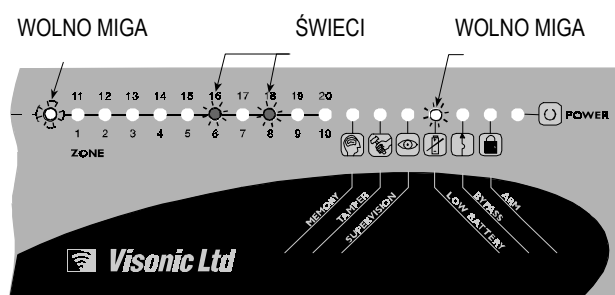 WOLNO MIGA ŚWIECI WOLNO MIGA
11 12 13 14 15 16 17 18 19 20
1 2 3 4 5 6 7 8 9 10
POWER
ZONE
MEMORY
TAMPER
SUPERVISION
LOW BATTERY
BYPASS
ARM
Visonic Ltd